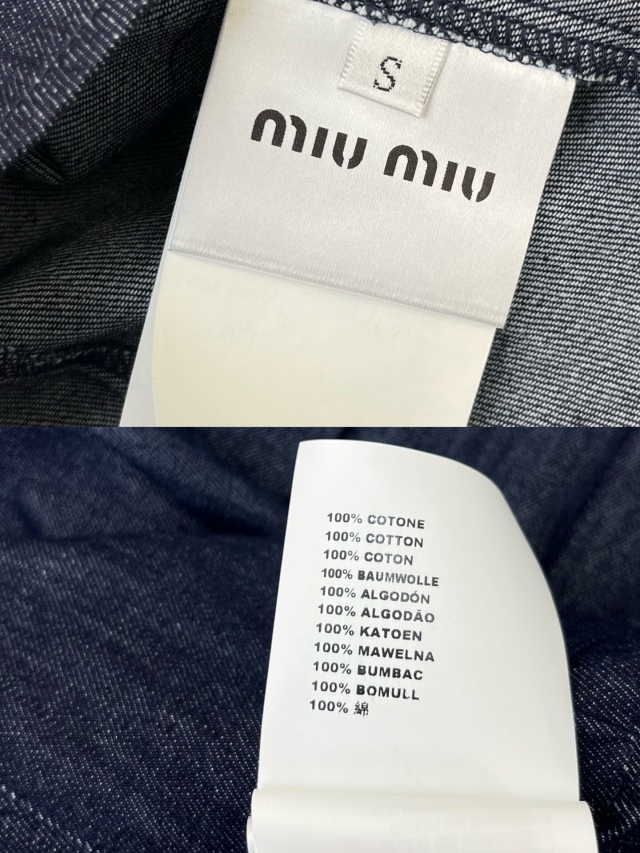 S
miu miu
100% COTONE
100% COTTON
100% COTON
100% BAUMWOLLE
100% ALGODÓN
100% ALGODÃO
100% KATOEN
100% MAWELNA
100% BUMBAC
100% BOMULL
100% 綿